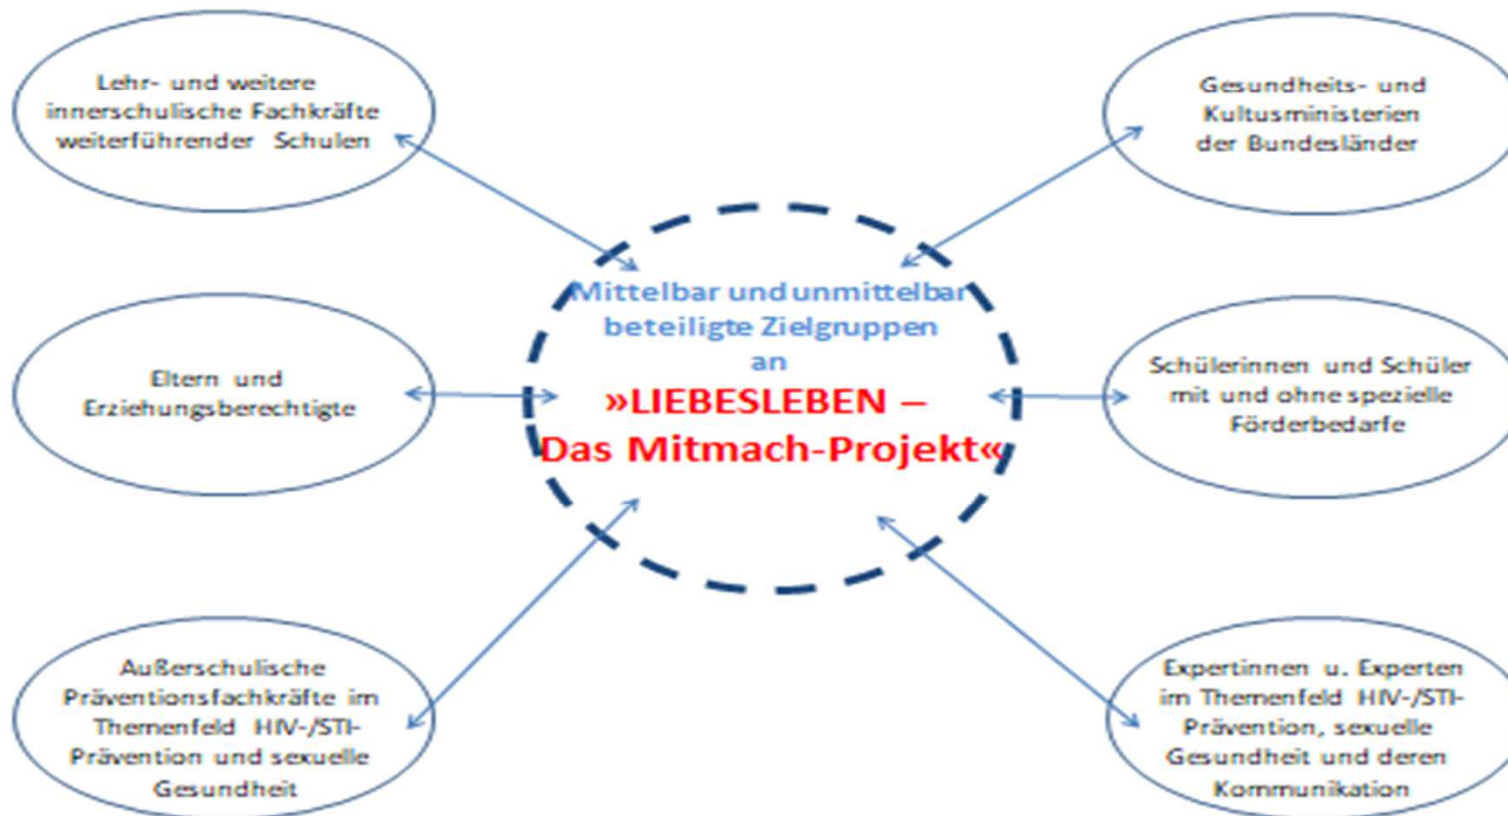 Lehr- und weitere
innerschulische Fachkräfte
weiterführender Schulen
Gesundheits- und
Kultusministerien
der Bundesländer
Mittelbar und unmittelbar
beteiligte Zielgruppen
an
»LIEBESLEBEN –
Das Mitmach-Projekt«
Eltern und
Erziehungsberechtigte
Schülerinnen und Schüler
mit und ohne spezielle
Förderbedarfe
Außerschulische
Präventionsfachkräfte im
Themenfeld HIV-/STI-
Prävention und sexuelle
Gesundheit
Expertinnen u. Experten
im Themenfeld HIV-/STI-
Prävention, sexuelle
Gesundheit und deren
Kommunikation